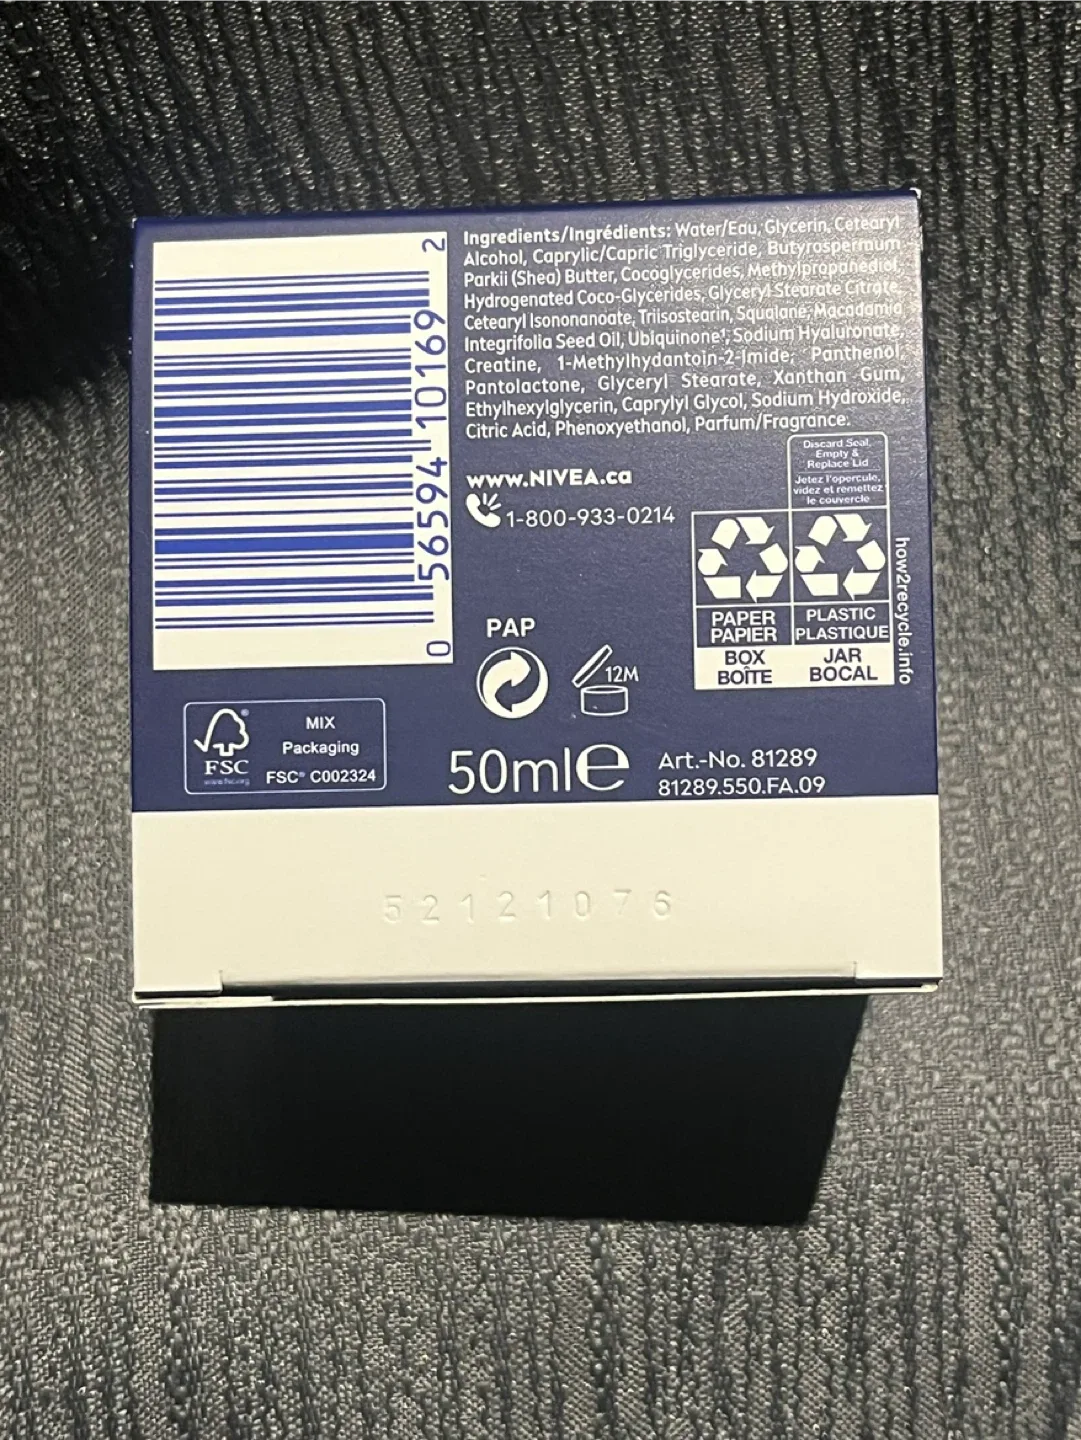 Ingredients/Ingrédients: Water/Eau, Glycerin, Cetearyl
Alcohol, Caprylic/Capric Triglyceride, Butyrospermum
Parkii (Shea) Butter, Cocoglycerides, Methylpropanediol,
Hydrogenated Coco-Glycerides, Glyceryl Stearate Citrate,
Cetearyl Isononanoate, Triisostearin, Squalane, Macadamia
Integrifolia Seed Oil, Ubiquinone¹, Sodium Hyaluronate,
Creatine, 1-Methylhydantoin-2-Imide, Panthenol,
Pantolactone, Glyceryl Stearate, Xanthan Gum,
Ethylhexylglycerin, Caprylyl Glycol, Sodium Hydroxide,
Citric Acid, Phenoxyethanol, Parfum/Fragrance.
0 56594 10169 2
www.NIVEA.ca
1-800-933-0214
Discard Seal,
Empty &
Replace Lid
Jetez l'opercule,
videz et remettez
le couvercle
PAPER
PAPIER
BOX
BOÎTE
PLASTIC
PLASTIQUE
JAR
BOCAL
how2recycle.info
PAP
12M
FSC®
www.fsc.org
MIX
Packaging
FSC® C002324
50ml℮
Art.-No. 81289
81289.550.FA.09
52121076